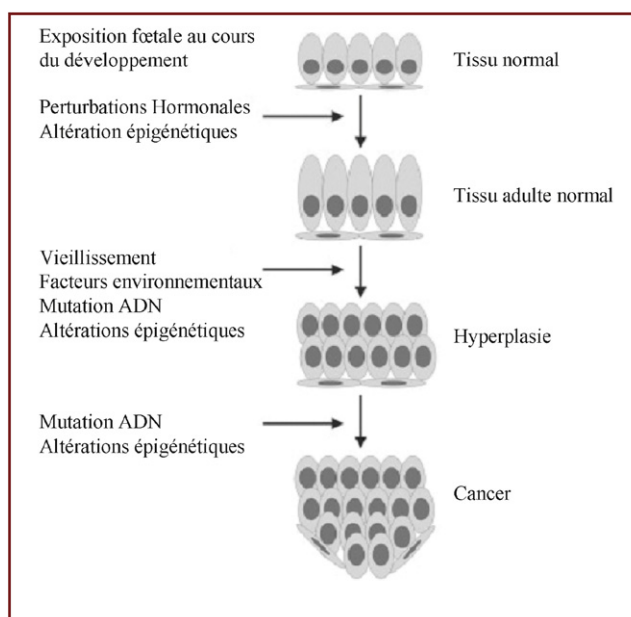 Exposition fœtale au cours
du développement
Tissu normal
Perturbations Hormonales
Altération épigénétiques
Tissu adulte normal
Vieillissement
Facteurs environnementaux
Mutation ADN
Altérations épigénétiques
Hyperplasie
Mutation ADN
Altérations épigénétiques
Cancer